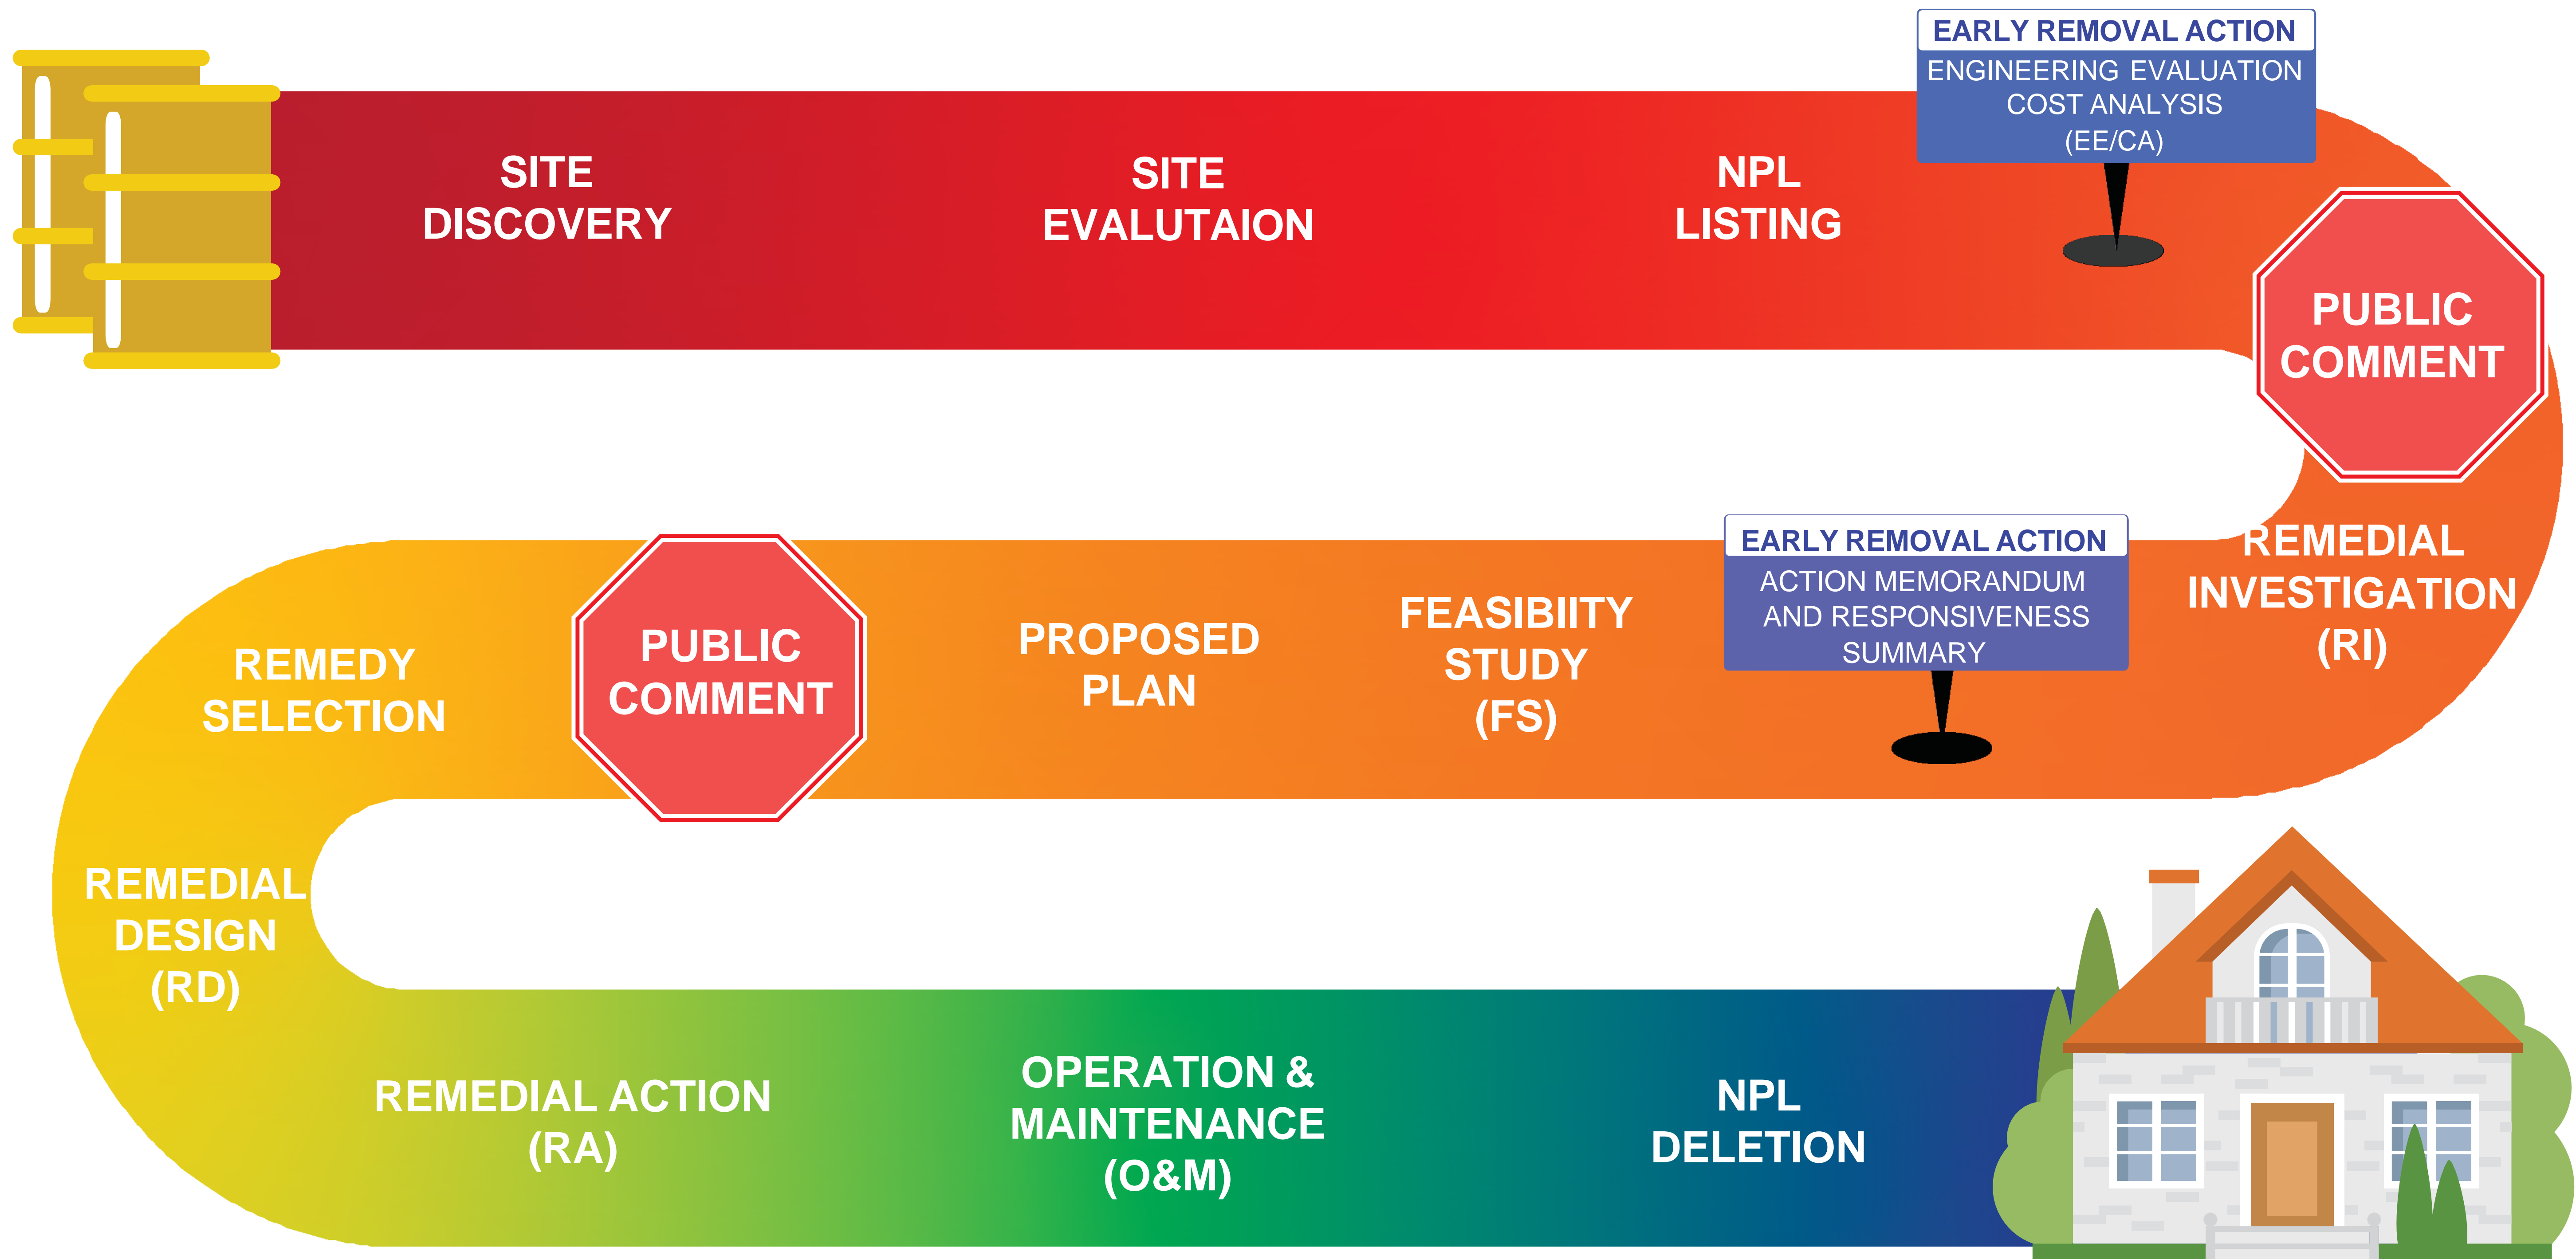 SITE
DISCOVERY
SITE
EVALUTAION
NPL
LISTING
EARLY REMOVAL ACTION
ENGINEERING EVALUATION
COST ANALYSIS
(EE/CA)
PUBLIC
COMMENT
REMEDIAL
INVESTIGATION
(RI)
EARLY REMOVAL ACTION
ACTION MEMORANDUM
AND RESPONSIVENESS
SUMMARY
FEASIBIITY
STUDY
(FS)
PROPOSED
PLAN
PUBLIC
COMMENT
REMEDY
SELECTION
REMEDIAL
DESIGN
(RD)
REMEDIAL ACTION
(RA)
OPERATION &
MAINTENANCE
(O&M)
NPL
DELETION